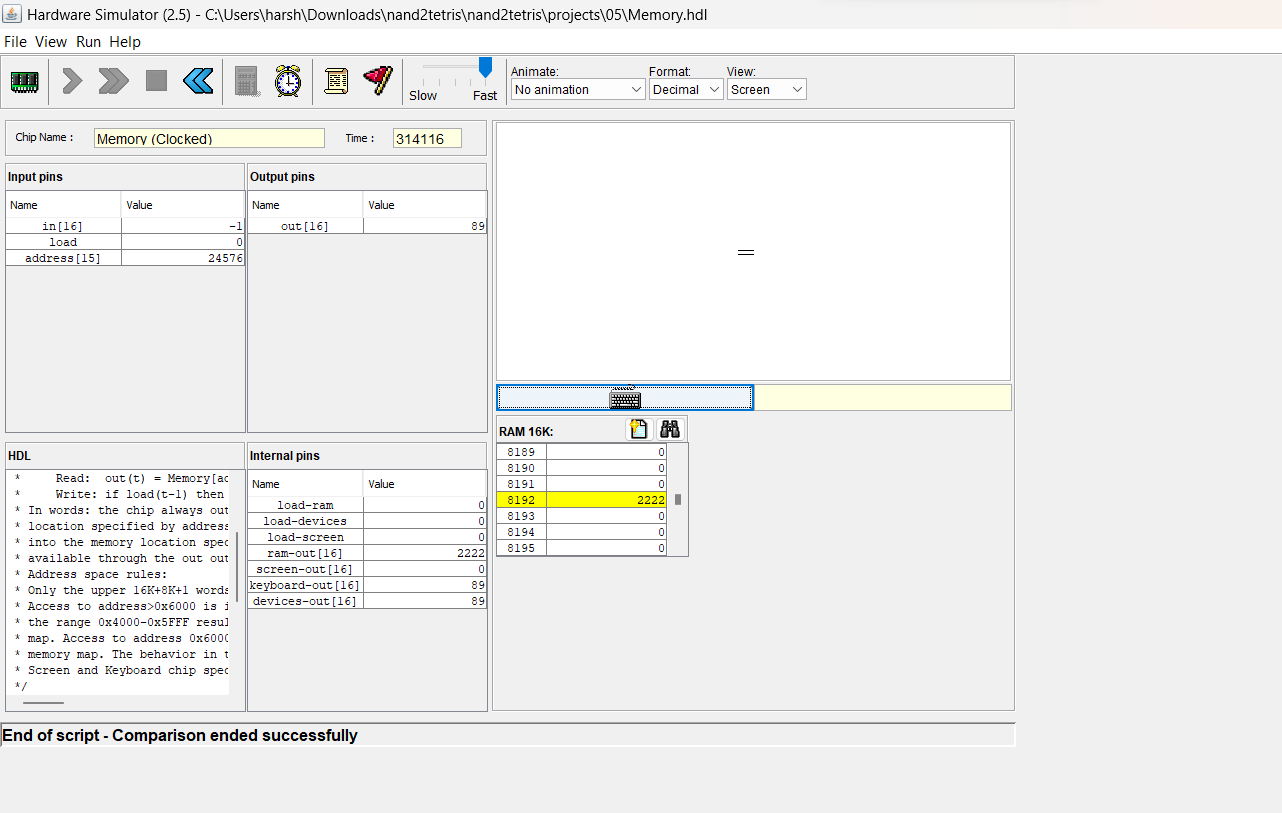 Hardware Simulator (2.5) - C:\Users\harsh\Downloads\nand2tetris\nand2tetris\projects\05\Memory.hdl
File View Run Help
Slow Fast
Animate: Format: View:
No animation Decimal Screen
Chip Name : Memory (Clocked) Time : 314116
Input pins
Name Value
in[16] -1
load 0
address[15] 24576
Output pins
Name Value
out[16] 89
HDL
* Read: out(t) = Memory[ad
* Write: if load(t-1) then
* In words: the chip always out
* location specified by address
* into the memory location spec
* available through the out out
* Address space rules:
* Only the upper 16K+8K+1 words
* Access to address>0x6000 is i
* the range 0x4000-0x5FFF resul
* map. Access to address 0x6000
* memory map. The behavior in t
* Screen and Keyboard chip spec
*/
Internal pins
Name Value
load-ram 0
load-devices 0
load-screen 0
ram-out[16] 2222
screen-out[16] 0
keyboard-out[16] 89
devices-out[16] 89
RAM 16K:
8189 0
8190 0
8191 0
8192 2222
8193 0
8194 0
8195 0
End of script - Comparison ended successfully